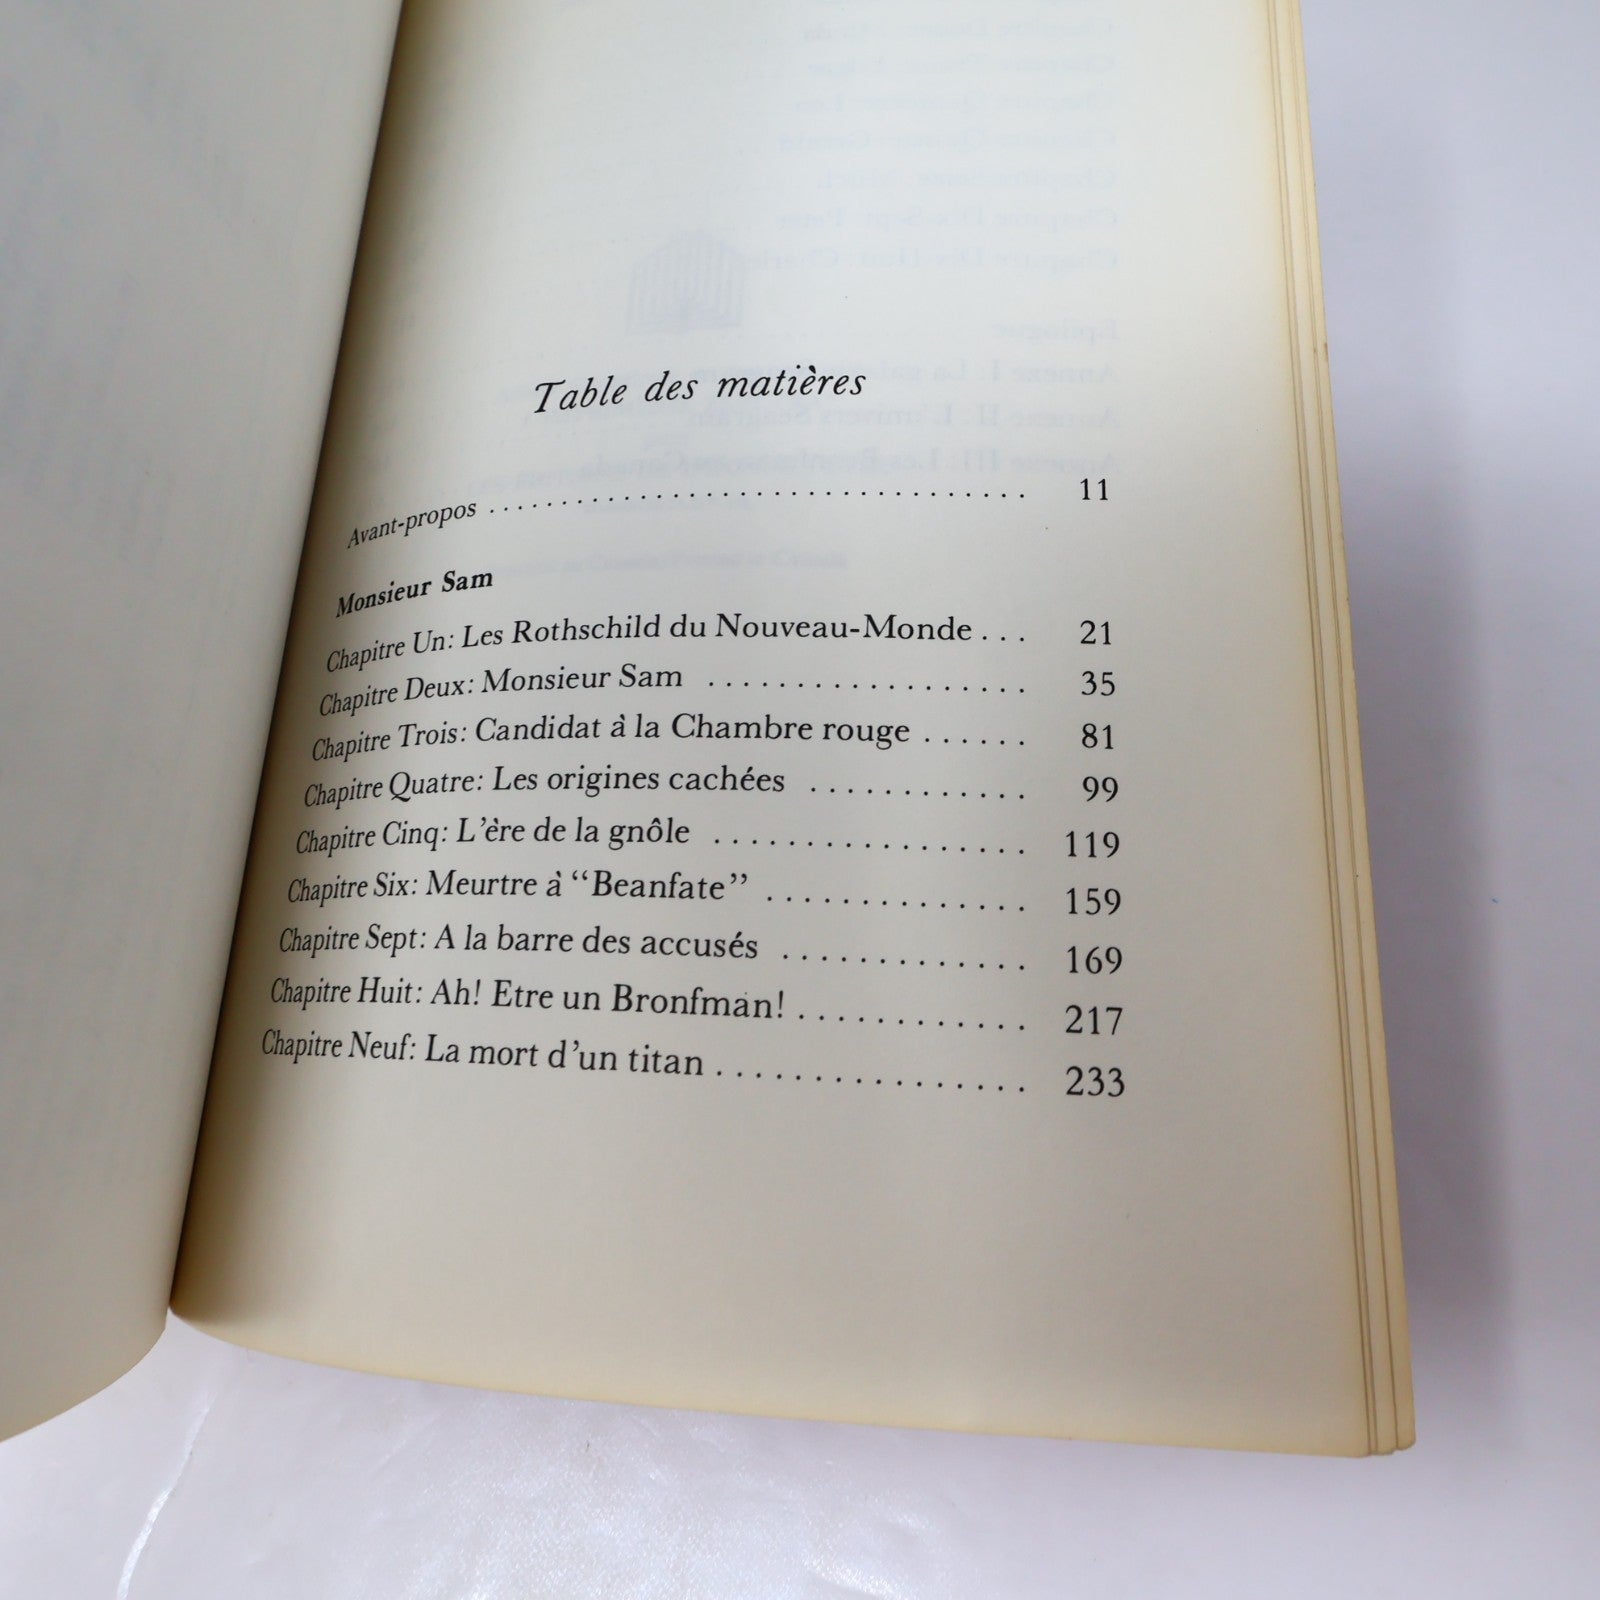 Table des matières
Avant-propos . . . . . . . . . . . . . . . . . . . . . . . . . . . . . . . 11
Monsieur Sam
Chapitre Un: Les Rothschild du Nouveau-Monde . . . 21
Chapitre Deux: Monsieur Sam . . . . . . . . . . . . . . . . . . 35
Chapitre Trois: Candidat à la Chambre rouge . . . . . . 81
Chapitre Quatre: Les origines cachées . . . . . . . . . . . . 99
Chapitre Cinq: L'ère de la gnôle . . . . . . . . . . . . . . . . . 119
Chapitre Six: Meurtre à “Beanfate” . . . . . . . . . . . . . . 159
Chapitre Sept: A la barre des accusés . . . . . . . . . . . . . 169
Chapitre Huit: Ah! Etre un Bronfman! . . . . . . . . . . . . 217
Chapitre Neuf: La mort d'un titan . . . . . . . . . . . . . . . . 233